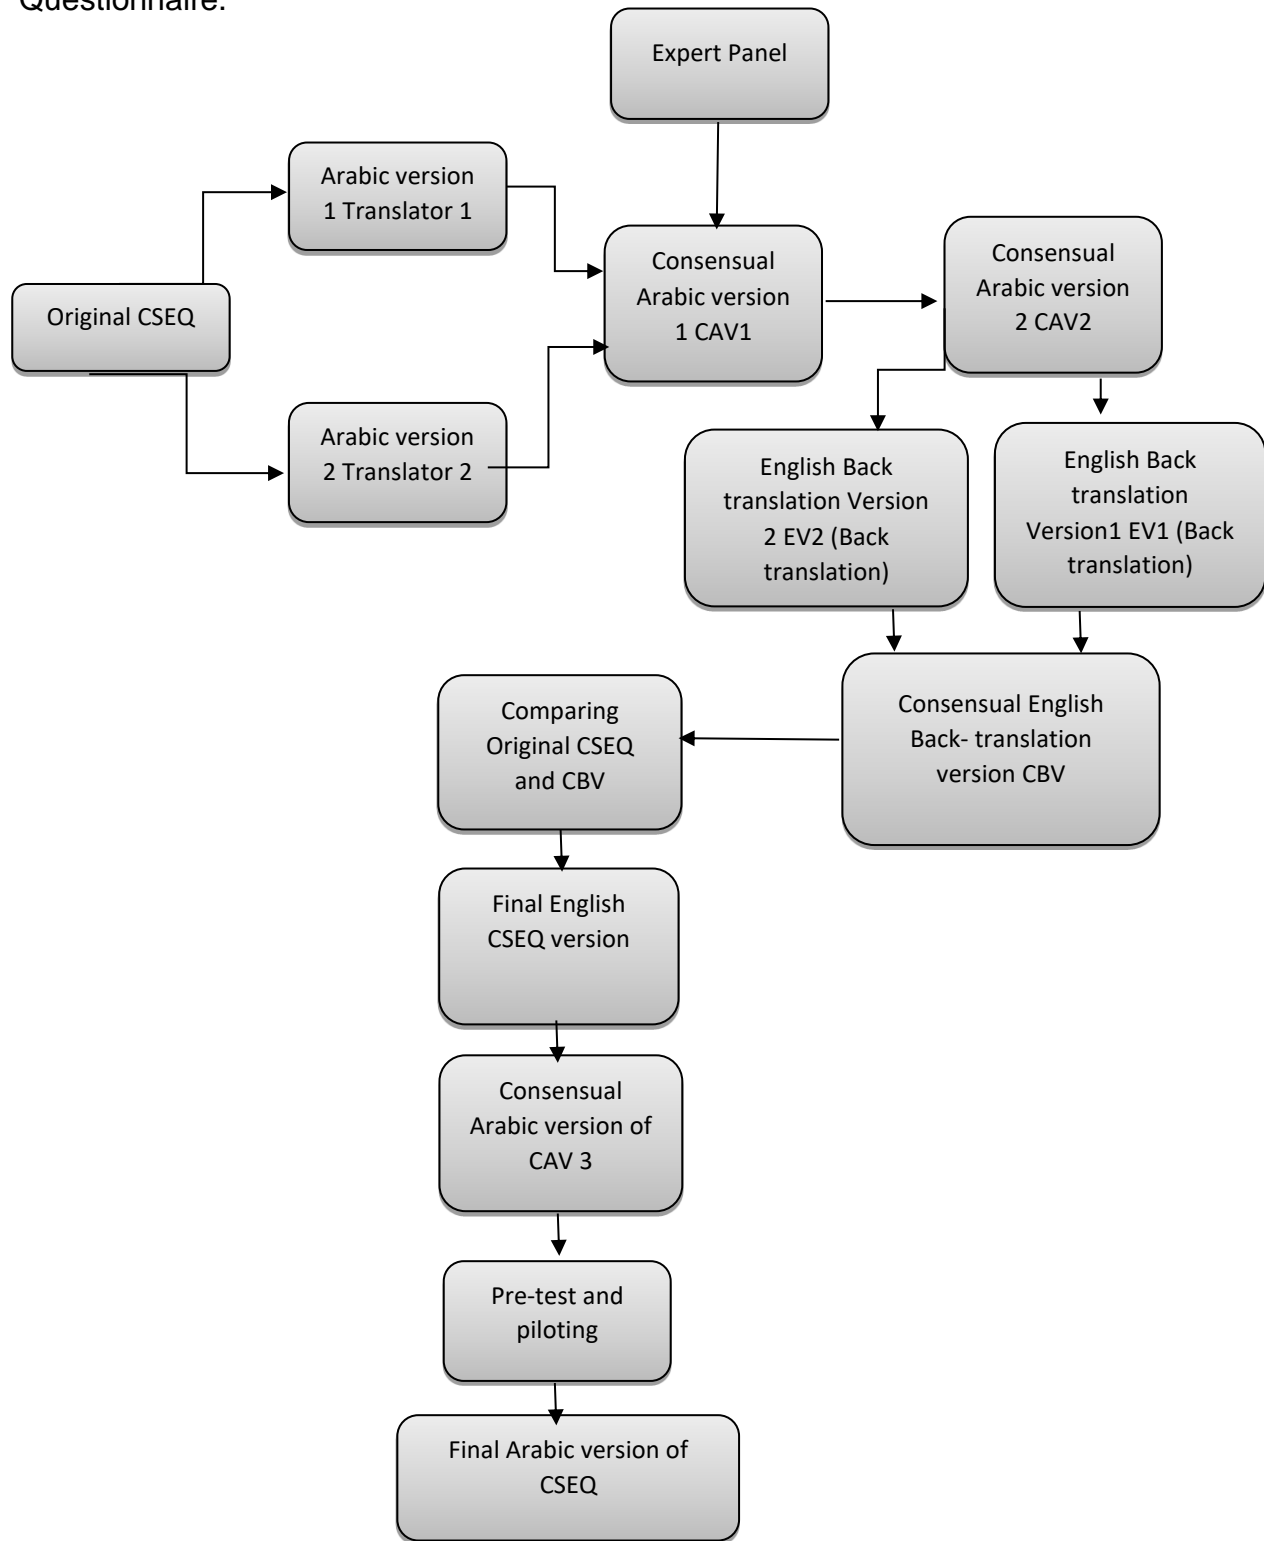 Questionnaire.
Expert Panel
Arabic version
1 Translator 1
Original CSEQ
Arabic version
2 Translator 2
Consensual
Arabic version
1 CAV1
Consensual
Arabic version
2 CAV2
English Back
translation Version
2 EV2 (Back
translation)
English Back
translation
Version1 EV1 (Back
translation)
Consensual English
Back- translation
version CBV
Comparing
Original CSEQ
and CBV
Final English
CSEQ version
Consensual
Arabic version of
CAV 3
Pre-test and
piloting
Final Arabic version of
CSEQ